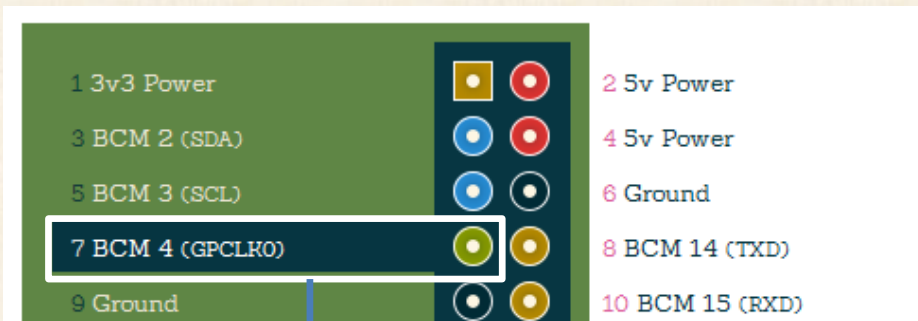 1 3v3 Power 2 5v Power
3 BCM 2 (SDA) 4 5v Power
5 BCM 3 (SCL) 6 Ground
7 BCM 4 (GPCLK0) 8 BCM 14 (TXD)
9 Ground 10 BCM 15 (RXD)